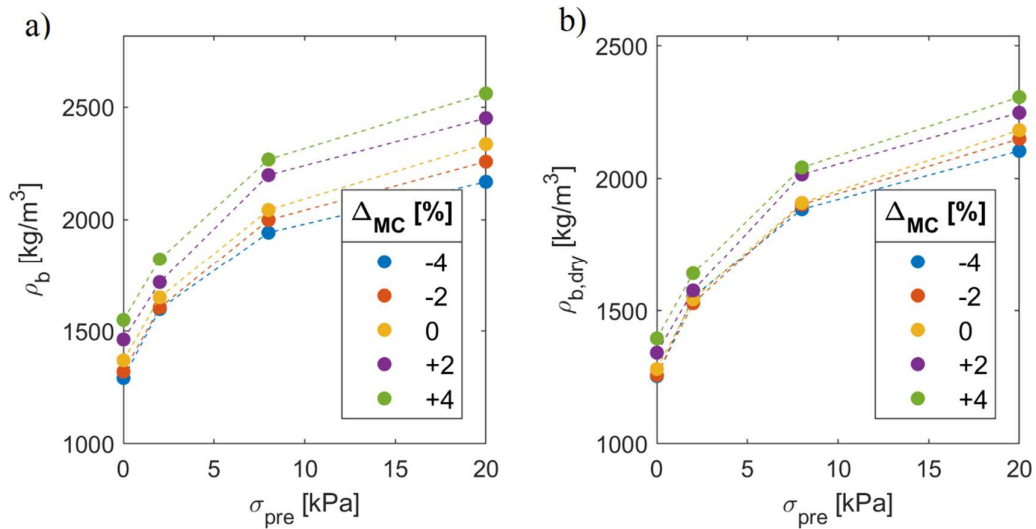 a)
ρb [kg/m³]
2500
2000
1500
1000
0 5 10 15 20
σpre [kPa]
ΔMC [%]
-4
-2
0
+2
+4
b)
ρb,dry [kg/m³]
2500
2000
1500
1000
0 5 10 15 20
σpre [kPa]
ΔMC [%]
-4
-2
0
+2
+4